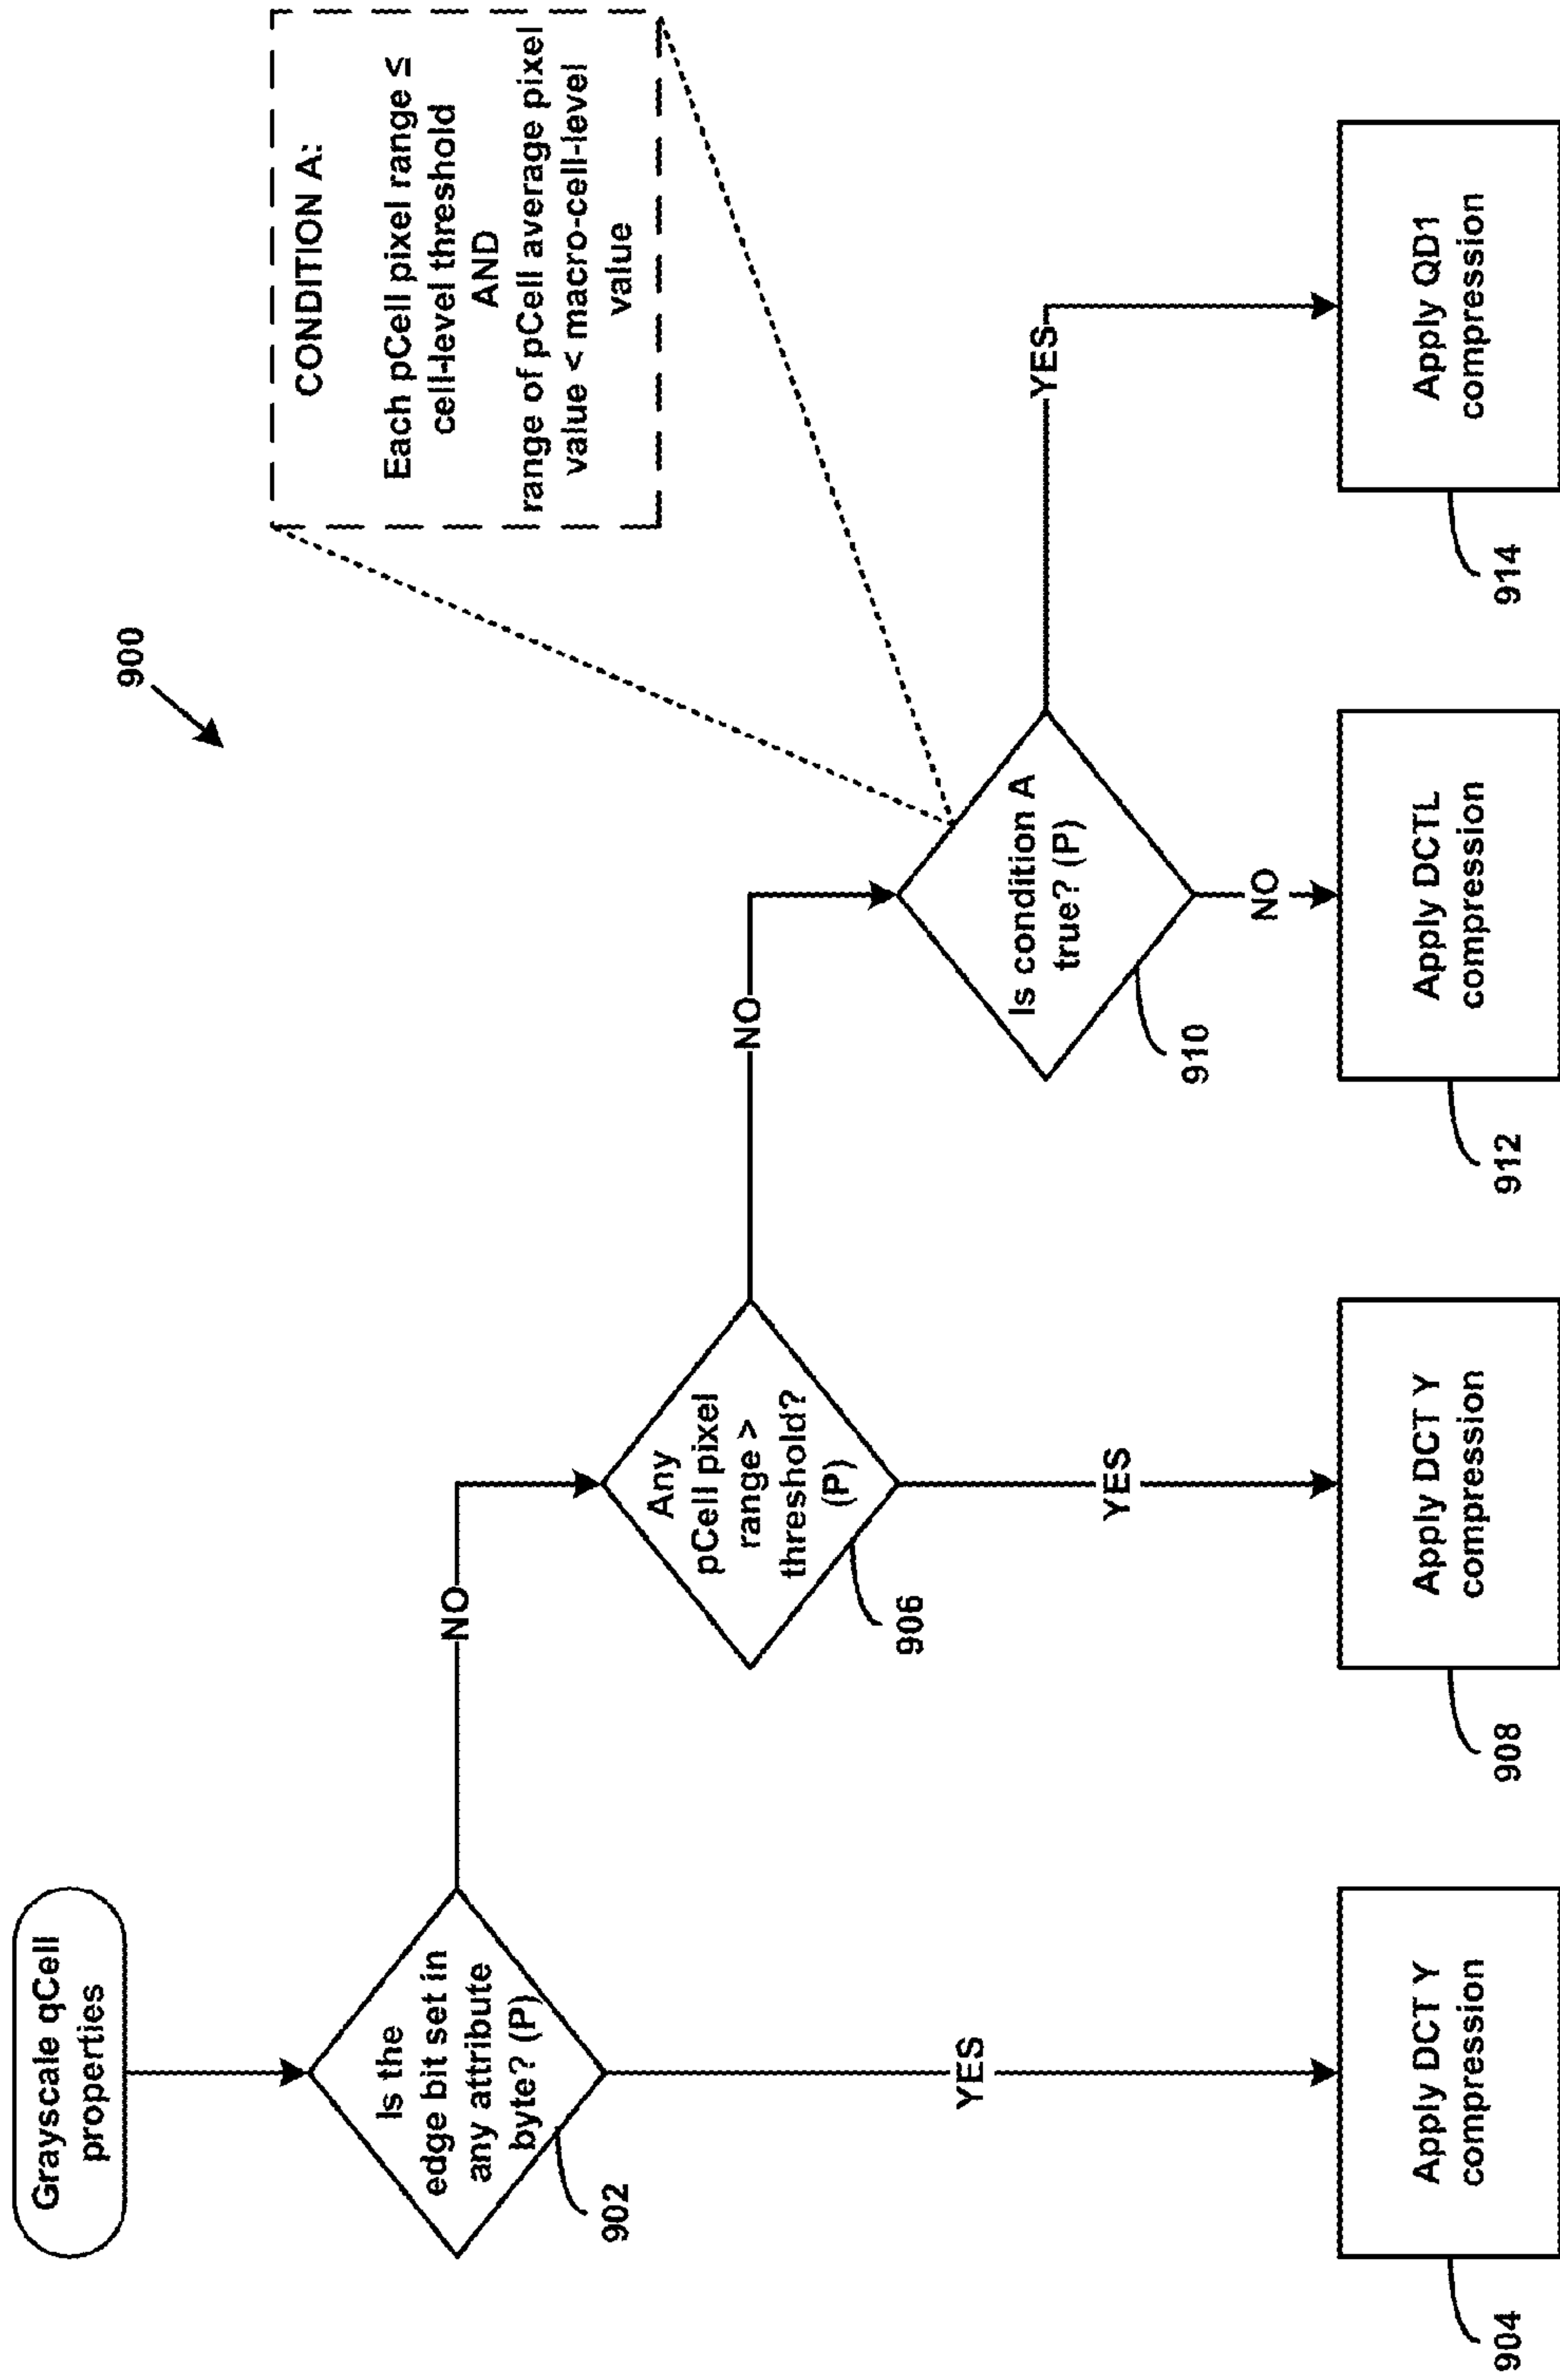 900
Grayscale qCell
properties
Is the
edge bit set in
any attribute
byte? (P)
902
NO
YES
Apply DCT Y
compression
904
Any
pCell pixel
range >
threshold?
(P)
906
NO
YES
Apply DCT Y
compression
908
Is condition A
true? (P)
910
NO
YES
Apply DCTL
compression
912
Apply QD1
compression
914
CONDITION A:
Each pCell pixel range ≤
cell-level threshold
AND
range of pCell average pixel
value < macro-cell-level
value